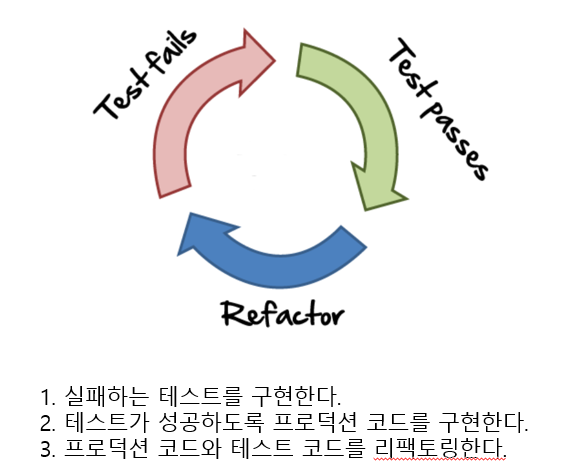 Test fails
Test passes
Refactor
1. 실패하는 테스트를 구현한다.
2. 테스트가 성공하도록 프로덕션 코드를 구현한다.
3. 프로덕션 코드와 테스트 코드를 리팩토링한다.